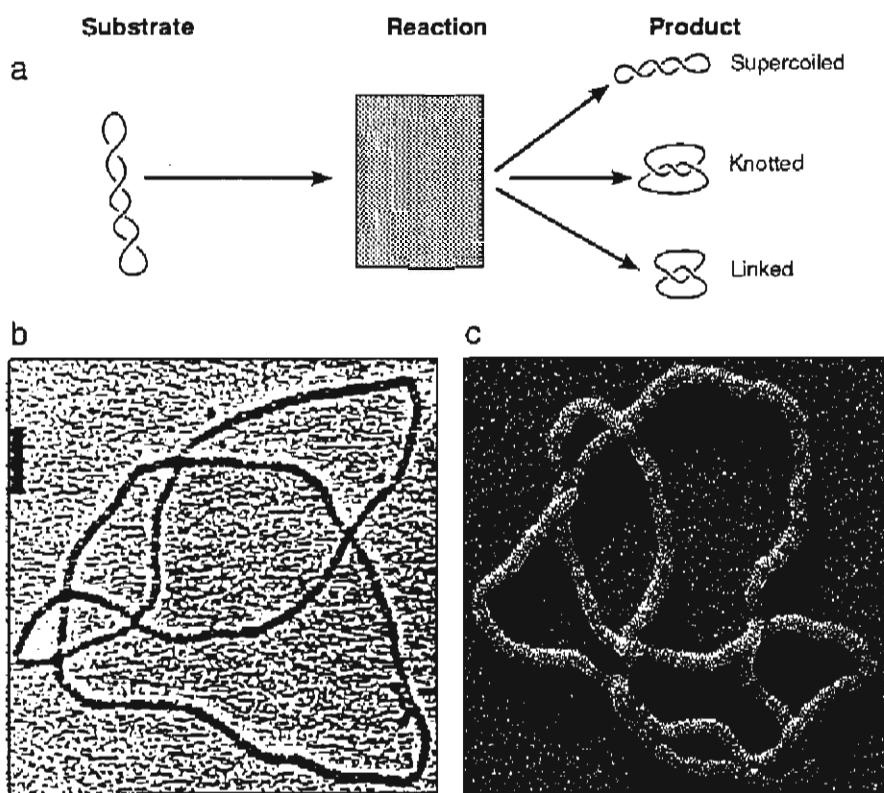 Substrate Reaction Product
a
Supercoiled
Knotted
Linked
b c